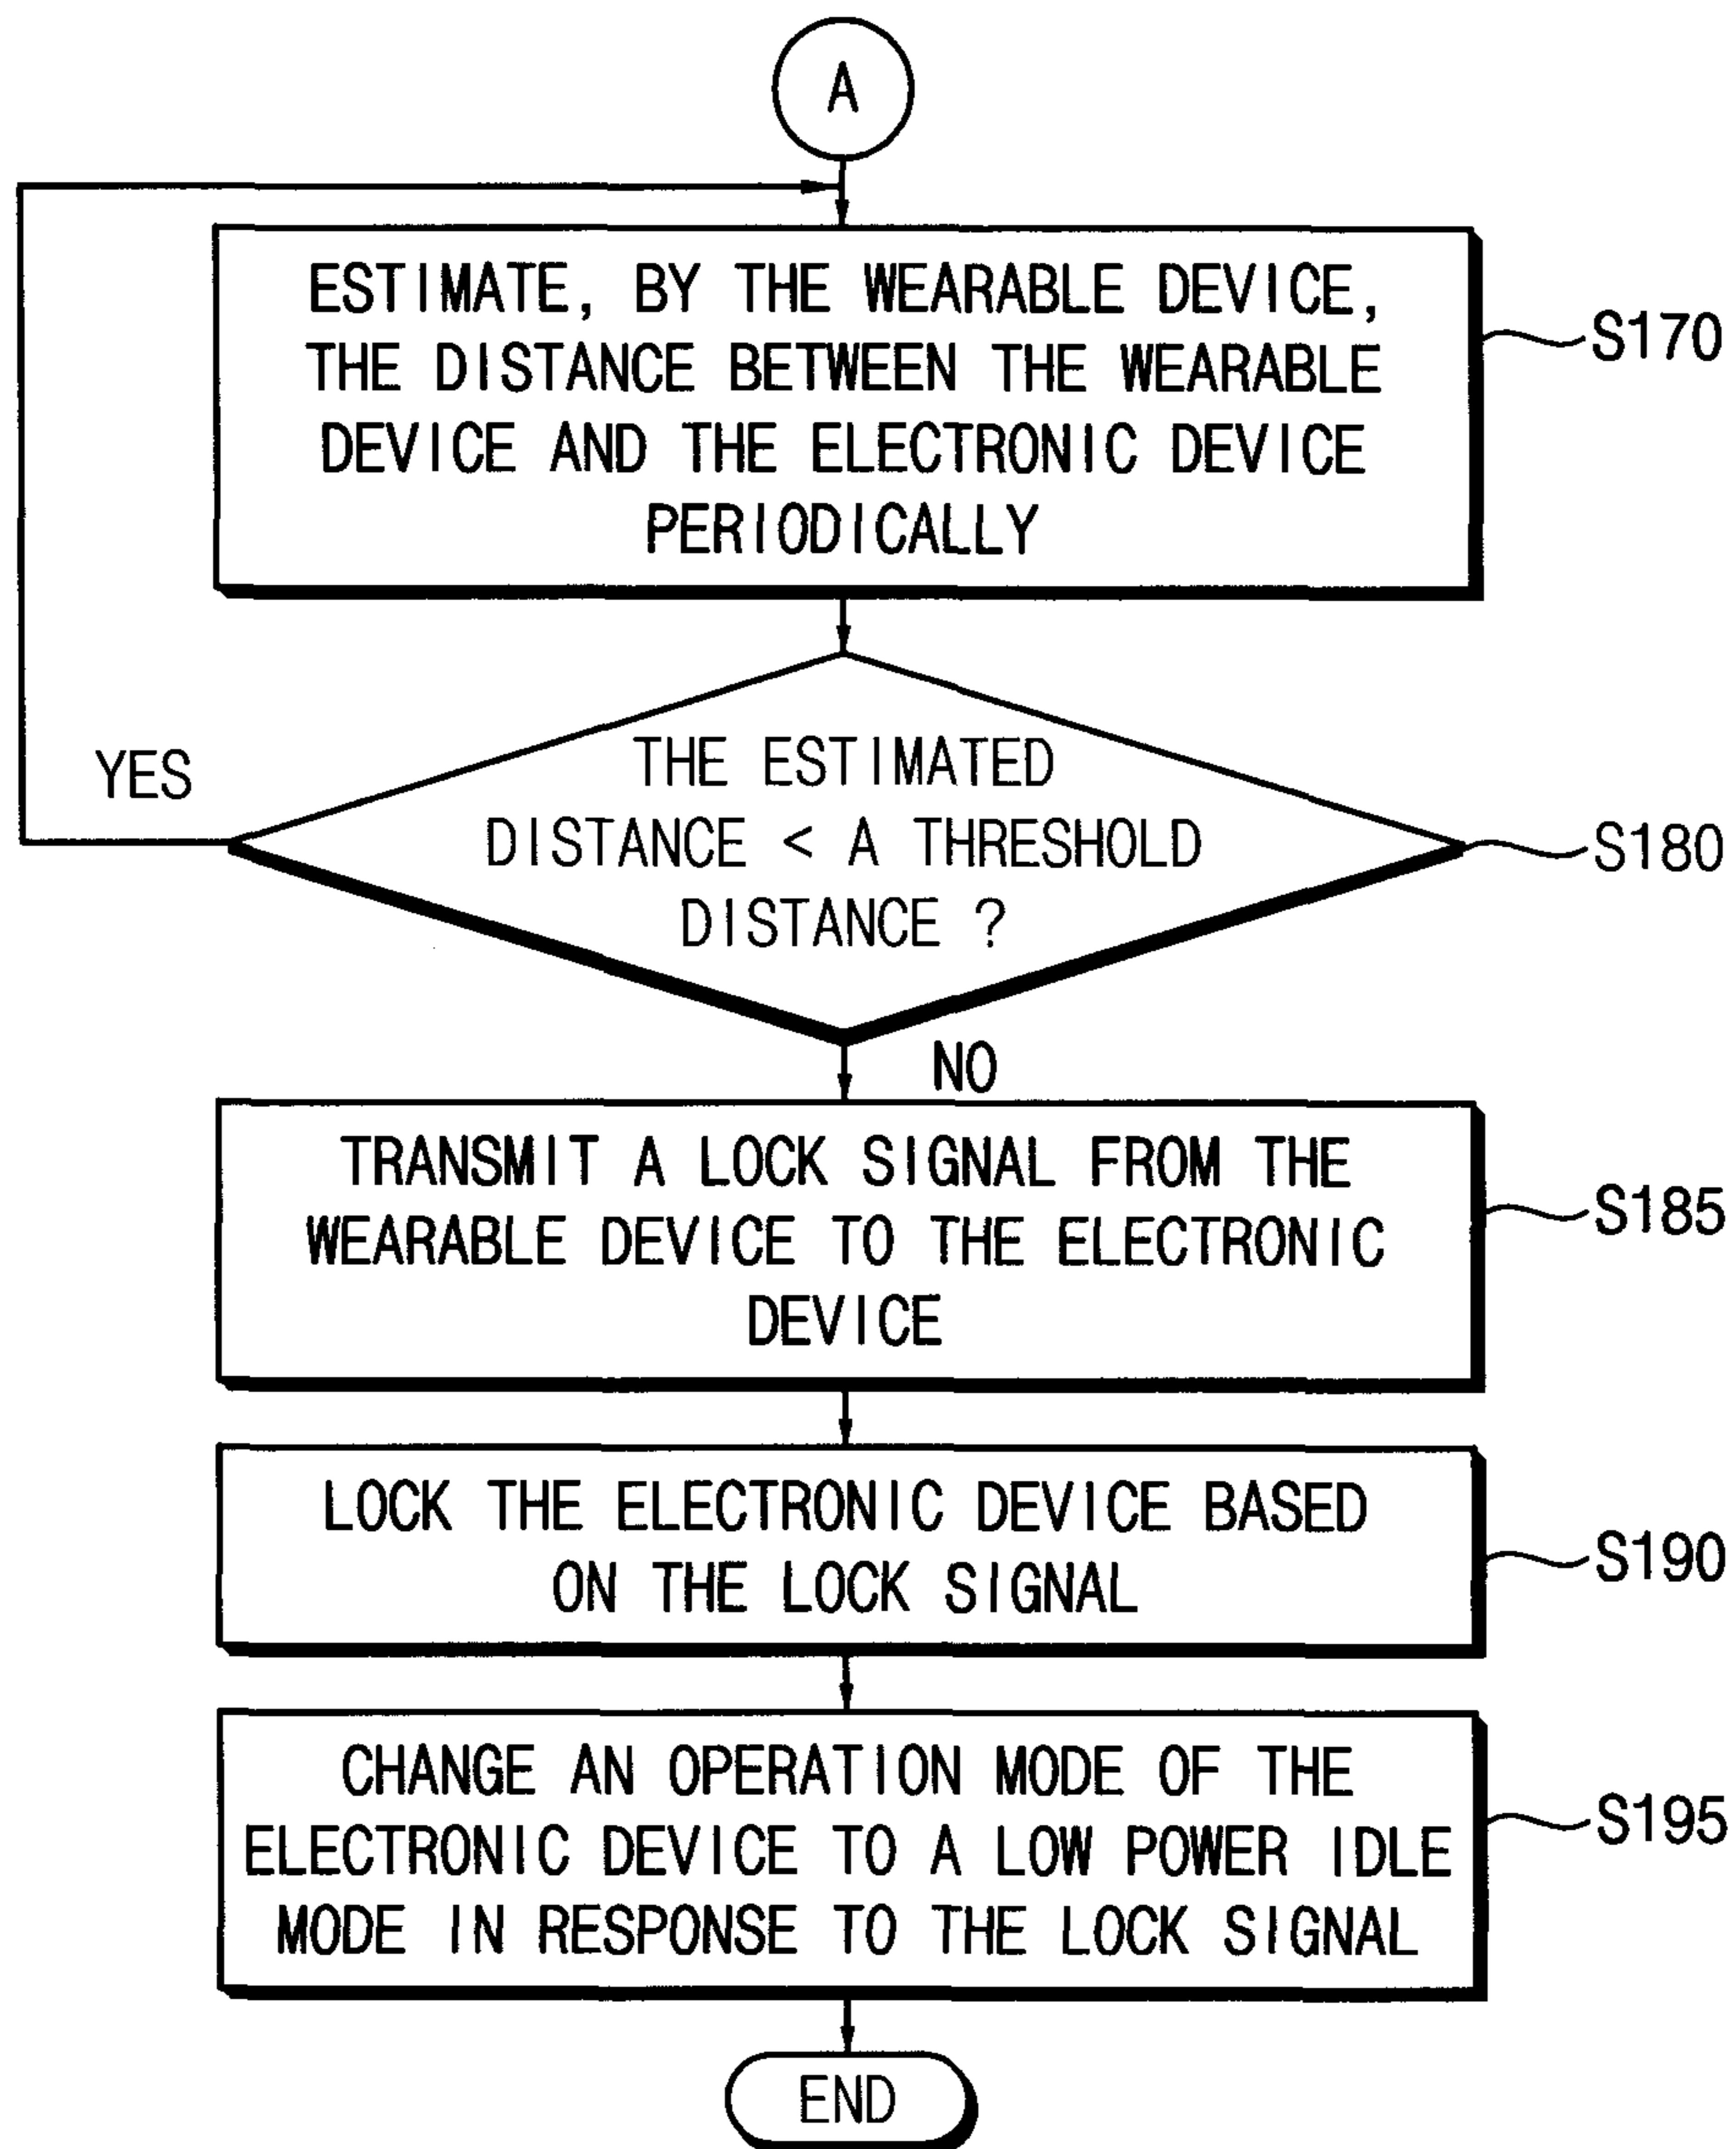 A
ESTIMATE, BY THE WEARABLE DEVICE,
THE DISTANCE BETWEEN THE WEARABLE
DEVICE AND THE ELECTRONIC DEVICE
PERIODICALLY
S170
THE ESTIMATED
DISTANCE < A THRESHOLD
DISTANCE ?
S180
YES
NO
TRANSMIT A LOCK SIGNAL FROM THE
WEARABLE DEVICE TO THE ELECTRONIC
DEVICE
S185
LOCK THE ELECTRONIC DEVICE BASED
ON THE LOCK SIGNAL
S190
CHANGE AN OPERATION MODE OF THE
ELECTRONIC DEVICE TO A LOW POWER IDLE
MODE IN RESPONSE TO THE LOCK SIGNAL
S195
END